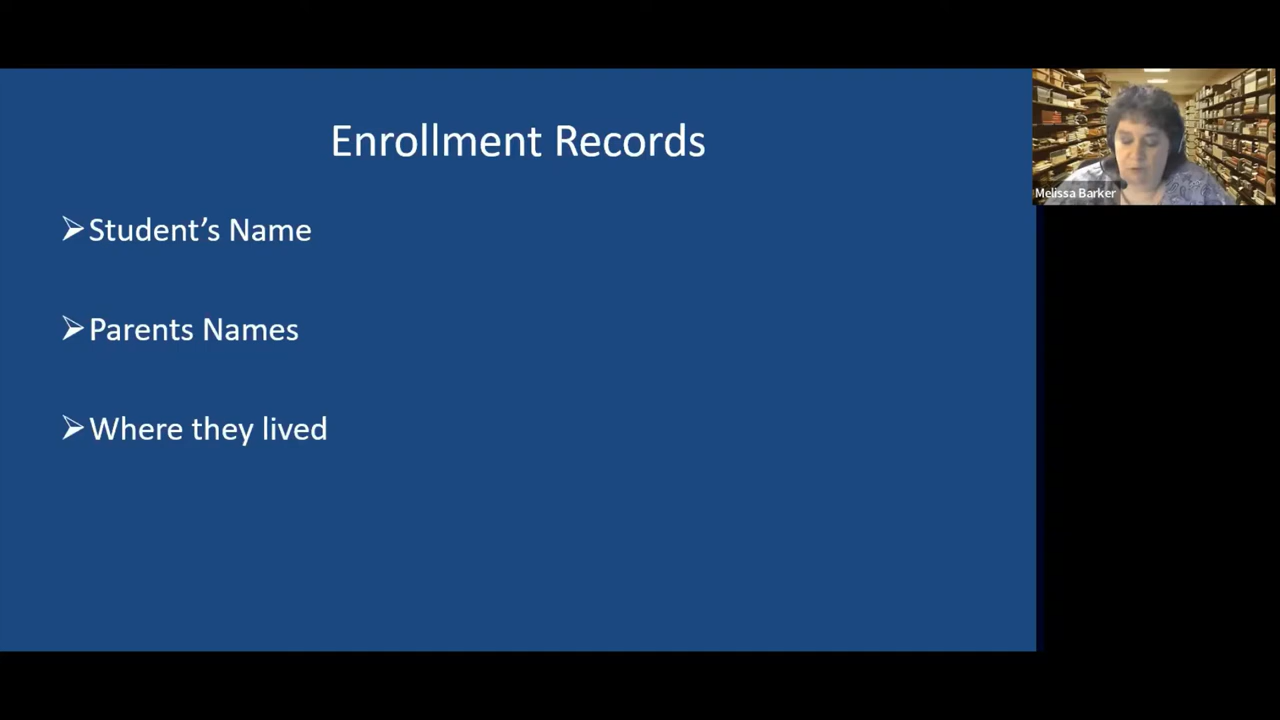 Enrollment Records
Student’s Name
Parents Names
Where they lived
Melissa Barker